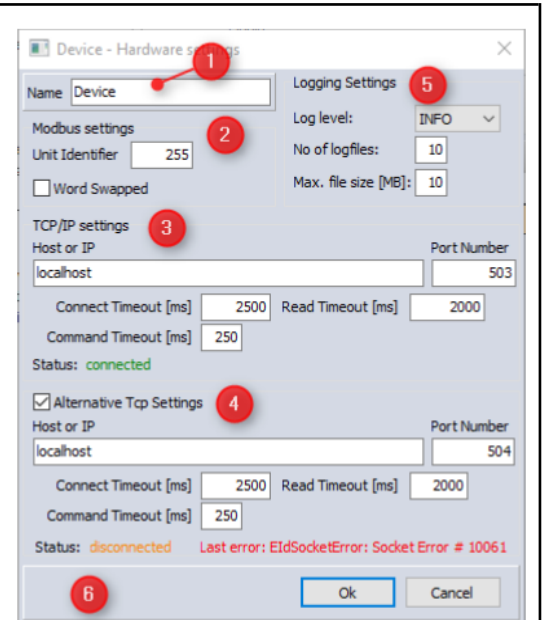 Device - Hardware settings
1
Name Device
Modbus settings
2
Unit Identifier 255
Word Swapped
Logging Settings
5
Log level: INFO
No of logfiles: 10
Max. file size [MB]: 10
TCP/IP settings
3
Host or IP Port Number
localhost 503
Connect Timeout [ms] 2500 Read Timeout [ms] 2000
Command Timeout [ms] 250
Status: connected
Alternative Tcp Settings
4
Host or IP Port Number
localhost 504
Connect Timeout [ms] 2500 Read Timeout [ms] 2000
Command Timeout [ms] 250
Status: disconnected Last error: EIdSocketError: Socket Error # 10061
6
Ok Cancel